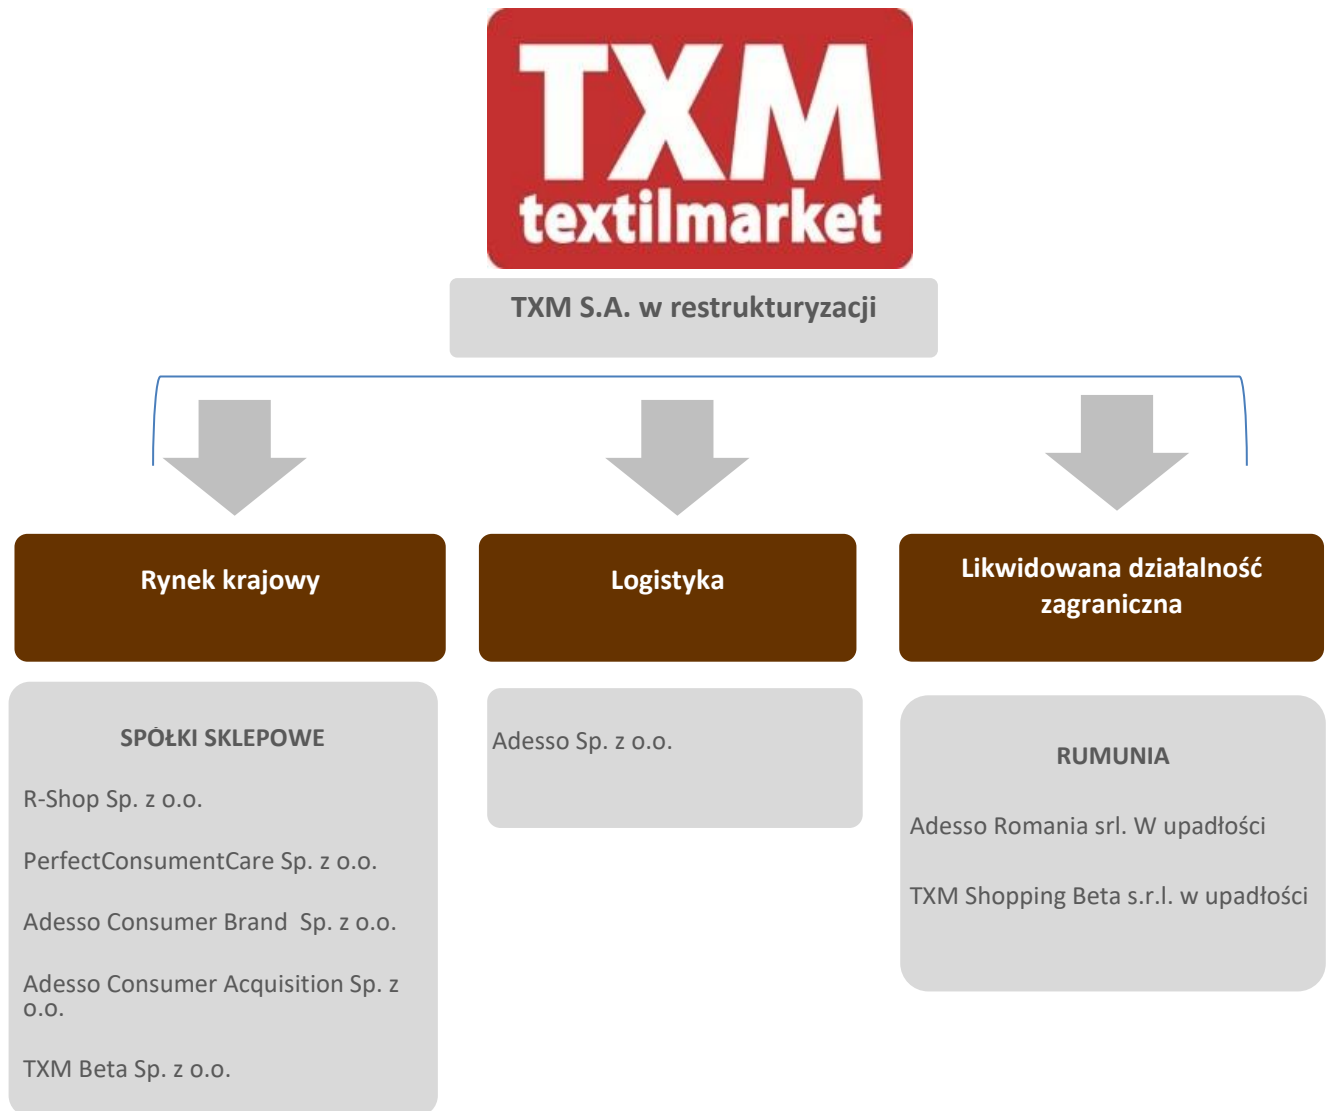 TXM
textilmarket
TXM S.A. w restrukturyzacji
Rynek krajowy
Logistyka
Likwidowana działalność
zagraniczna
SPÓŁKI SKLEPOWE
R-Shop Sp. z o.o.
PerfectConsumentCare Sp. z o.o.
Adesso Consumer Brand  Sp. z o.o.
Adesso Consumer Acquisition Sp. z
o.o.
TXM Beta Sp. z o.o.
Adesso Sp. z o.o.
RUMUNIA
Adesso Romania srl. W upadłości
TXM Shopping Beta s.r.l. w upadłości